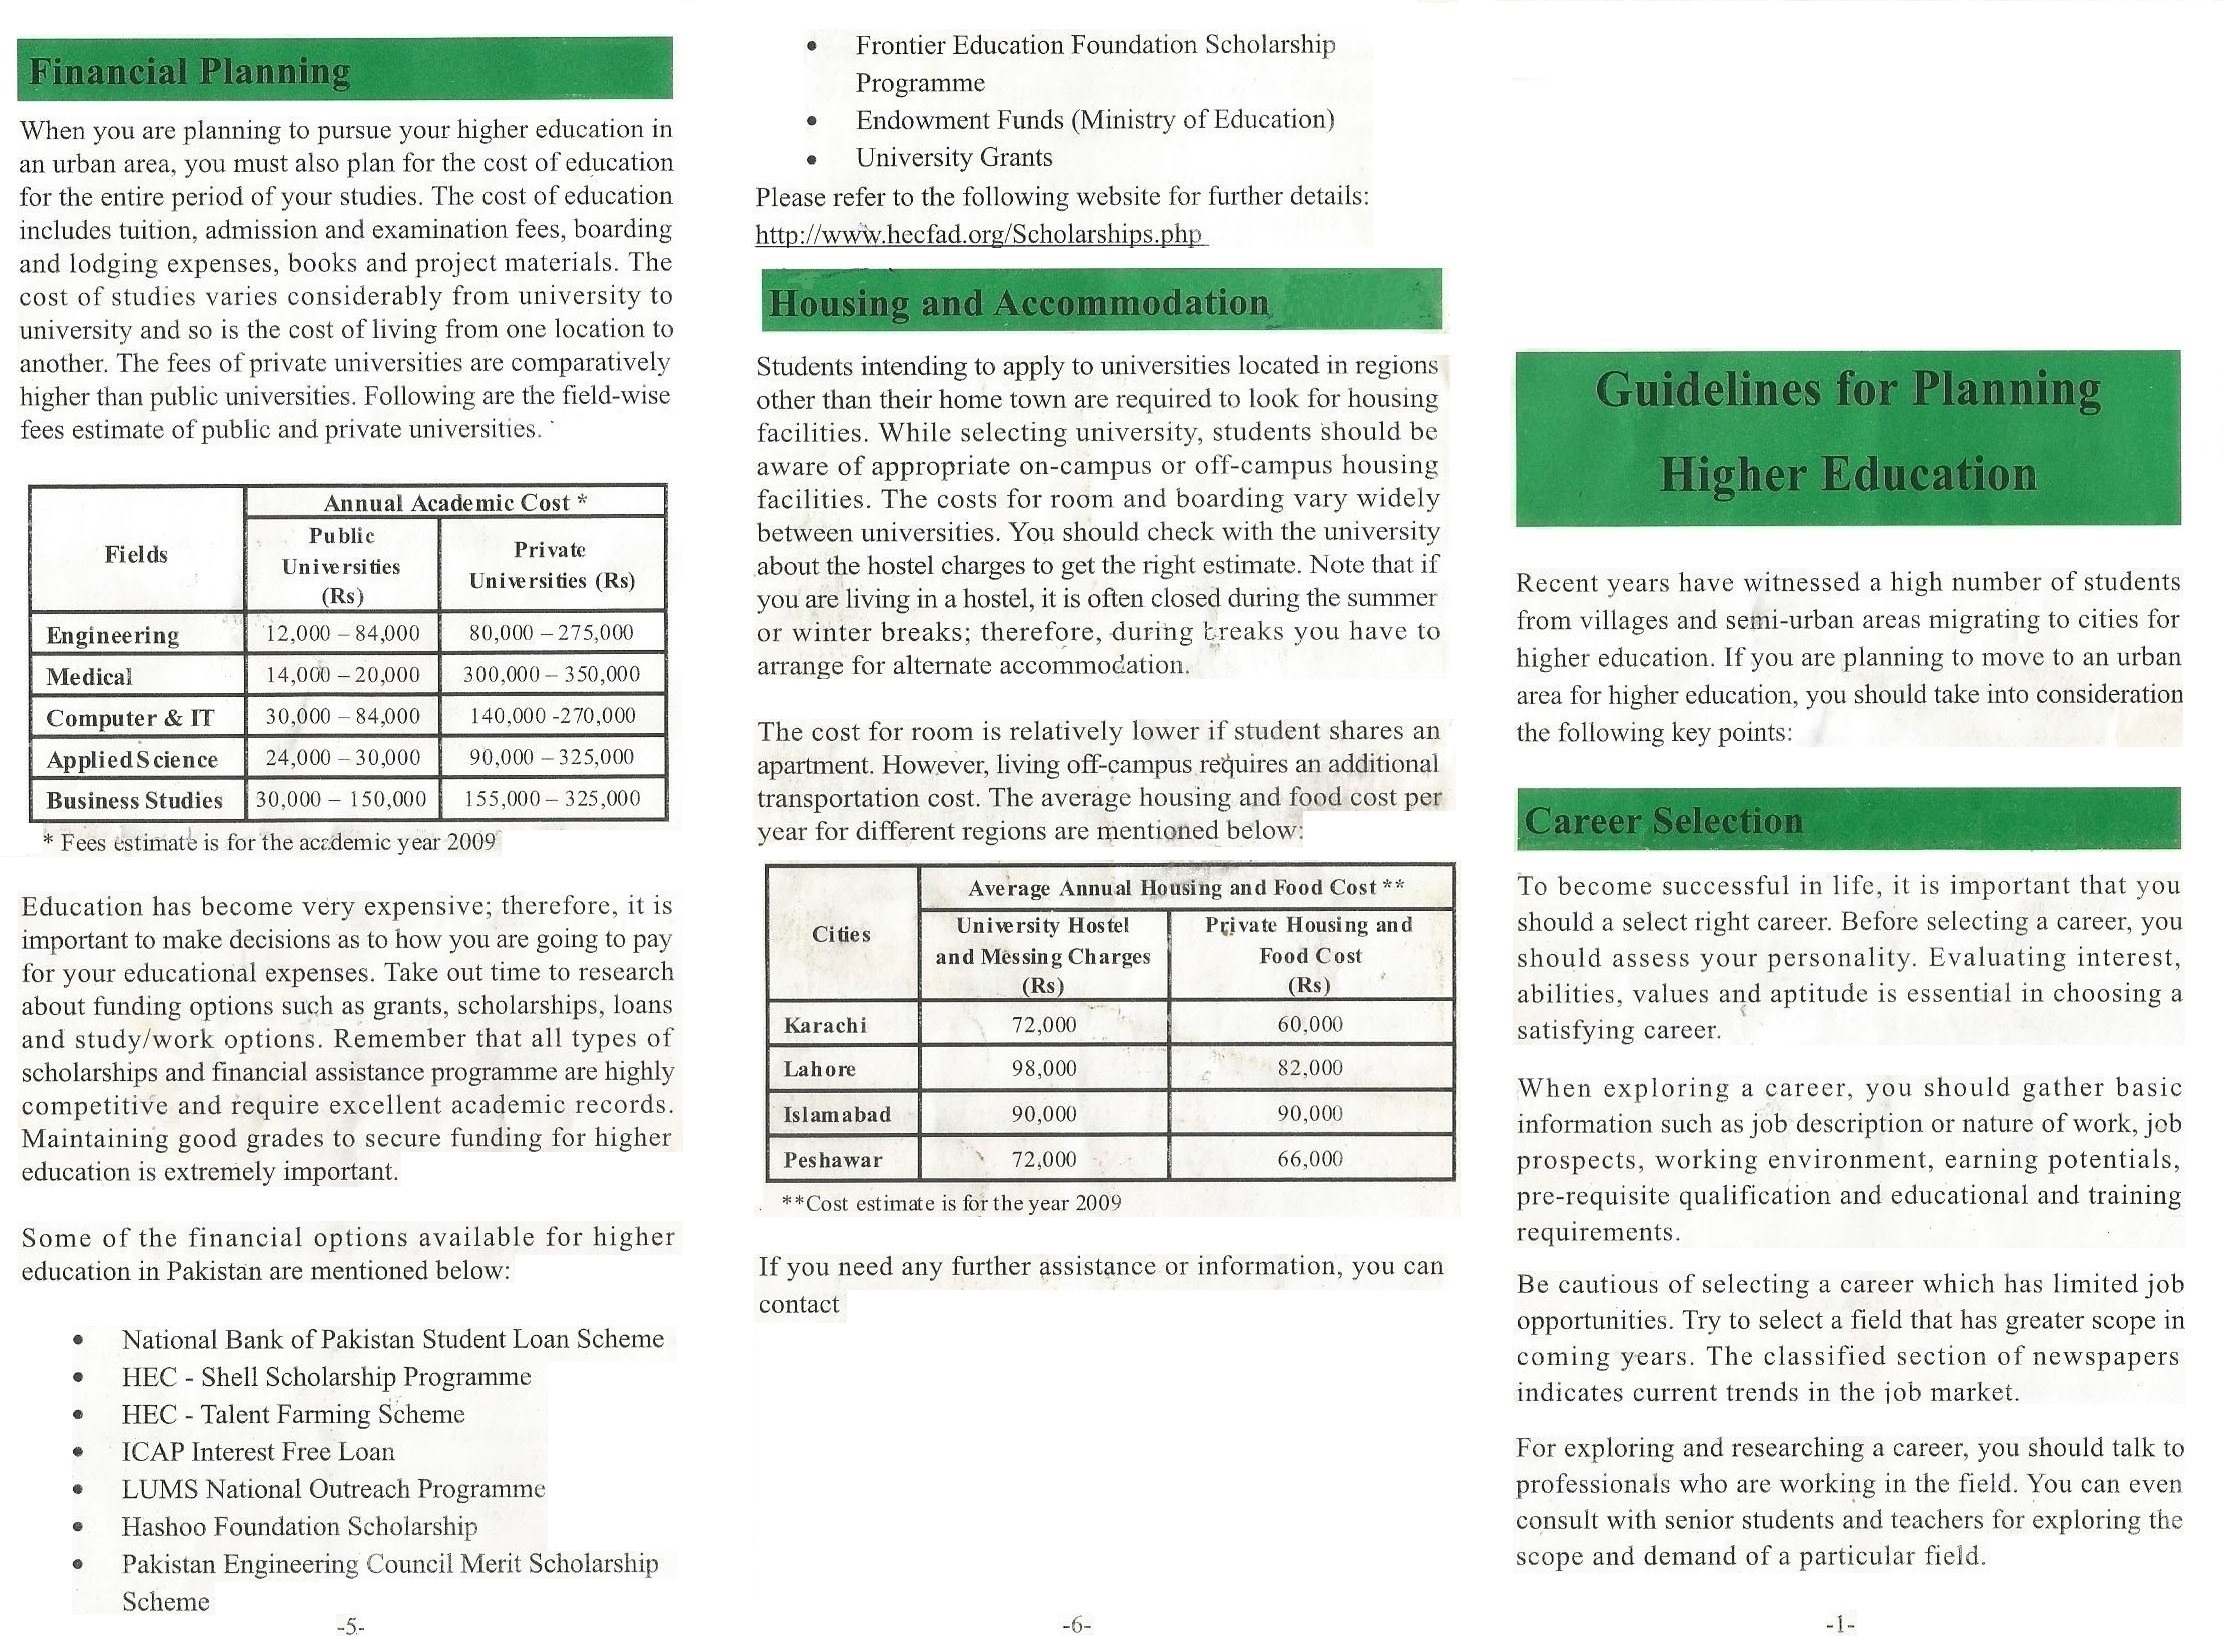 Financial Planning
When you are planning to pursue your higher education in
an urban area, you must also plan for the cost of education
for the entire period of your studies. The cost of education
includes tuition, admission and examination fees, boarding
and lodging expenses, books and project materials. The
cost of studies varies considerably from university to
university and so is the cost of living from one location to
another. The fees of private universities are comparatively
higher than public universities. Following are the field-wise
fees estimate of public and private universities.
Fields
Annual Academic Cost *
Public
Universities
(Rs)
Private
Universities (Rs)
Engineering 12,000 – 84,000 80,000 – 275,000
Medical 14,000 – 20,000 300,000 – 350,000
Computer & IT 30,000 – 84,000 140,000 -270,000
Applied Science 24,000 – 30,000 90,000 – 325,000
Business Studies 30,000 – 150,000 155,000 – 325,000
* Fees estimate is for the academic year 2009
Education has become very expensive; therefore, it is
important to make decisions as to how you are going to pay
for your educational expenses. Take out time to research
about funding options such as grants, scholarships, loans
and study/work options. Remember that all types of
scholarships and financial assistance programme are highly
competitive and require excellent academic records.
Maintaining good grades to secure funding for higher
education is extremely important.
Some of the financial options available for higher
education in Pakistan are mentioned below:
• National Bank of Pakistan Student Loan Scheme
• HEC - Shell Scholarship Programme
• HEC - Talent Farming Scheme
• ICAP Interest Free Loan
• LUMS National Outreach Programme
• Hashoo Foundation Scholarship
• Pakistan Engineering Council Merit Scholarship
Scheme
-5-
• Frontier Education Foundation Scholarship
Programme
• Endowment Funds (Ministry of Education)
• University Grants
Please refer to the following website for further details:
http://www.hecfad.org/Scholarships.php
Housing and Accommodation
Students intending to apply to universities located in regions
other than their home town are required to look for housing
facilities. While selecting university, students should be
aware of appropriate on-campus or off-campus housing
facilities. The costs for room and boarding vary widely
between universities. You should check with the university
about the hostel charges to get the right estimate. Note that if
you are living in a hostel, it is often closed during the summer
or winter breaks; therefore, during breaks you have to
arrange for alternate accommodation.
The cost for room is relatively lower if student shares an
apartment. However, living off-campus requires an additional
transportation cost. The average housing and food cost per
year for different regions are mentioned below:
Cities
Average Annual Housing and Food Cost **
University Hostel
and Messing Charges
(Rs)
Private Housing and
Food Cost
(Rs)
Karachi 72,000 60,000
Lahore 98,000 82,000
Islamabad 90,000 90,000
Peshawar 72,000 66,000
**Cost estimate is for the year 2009
If you need any further assistance or information, you can
contact
-6-
Guidelines for Planning
Higher Education
Recent years have witnessed a high number of students
from villages and semi-urban areas migrating to cities for
higher education. If you are planning to move to an urban
area for higher education, you should take into consideration
the following key points:
Career Selection
To become successful in life, it is important that you
should a select right career. Before selecting a career, you
should assess your personality. Evaluating interest,
abilities, values and aptitude is essential in choosing a
satisfying career.
When exploring a career, you should gather basic
information such as job description or nature of work, job
prospects, working environment, earning potentials,
pre-requisite qualification and educational and training
requirements.
Be cautious of selecting a career which has limited job
opportunities. Try to select a field that has greater scope in
coming years. The classified section of newspapers
indicates current trends in the job market.
For exploring and researching a career, you should talk to
professionals who are working in the field. You can even
consult with senior students and teachers for exploring the
scope and demand of a particular field.
-1-